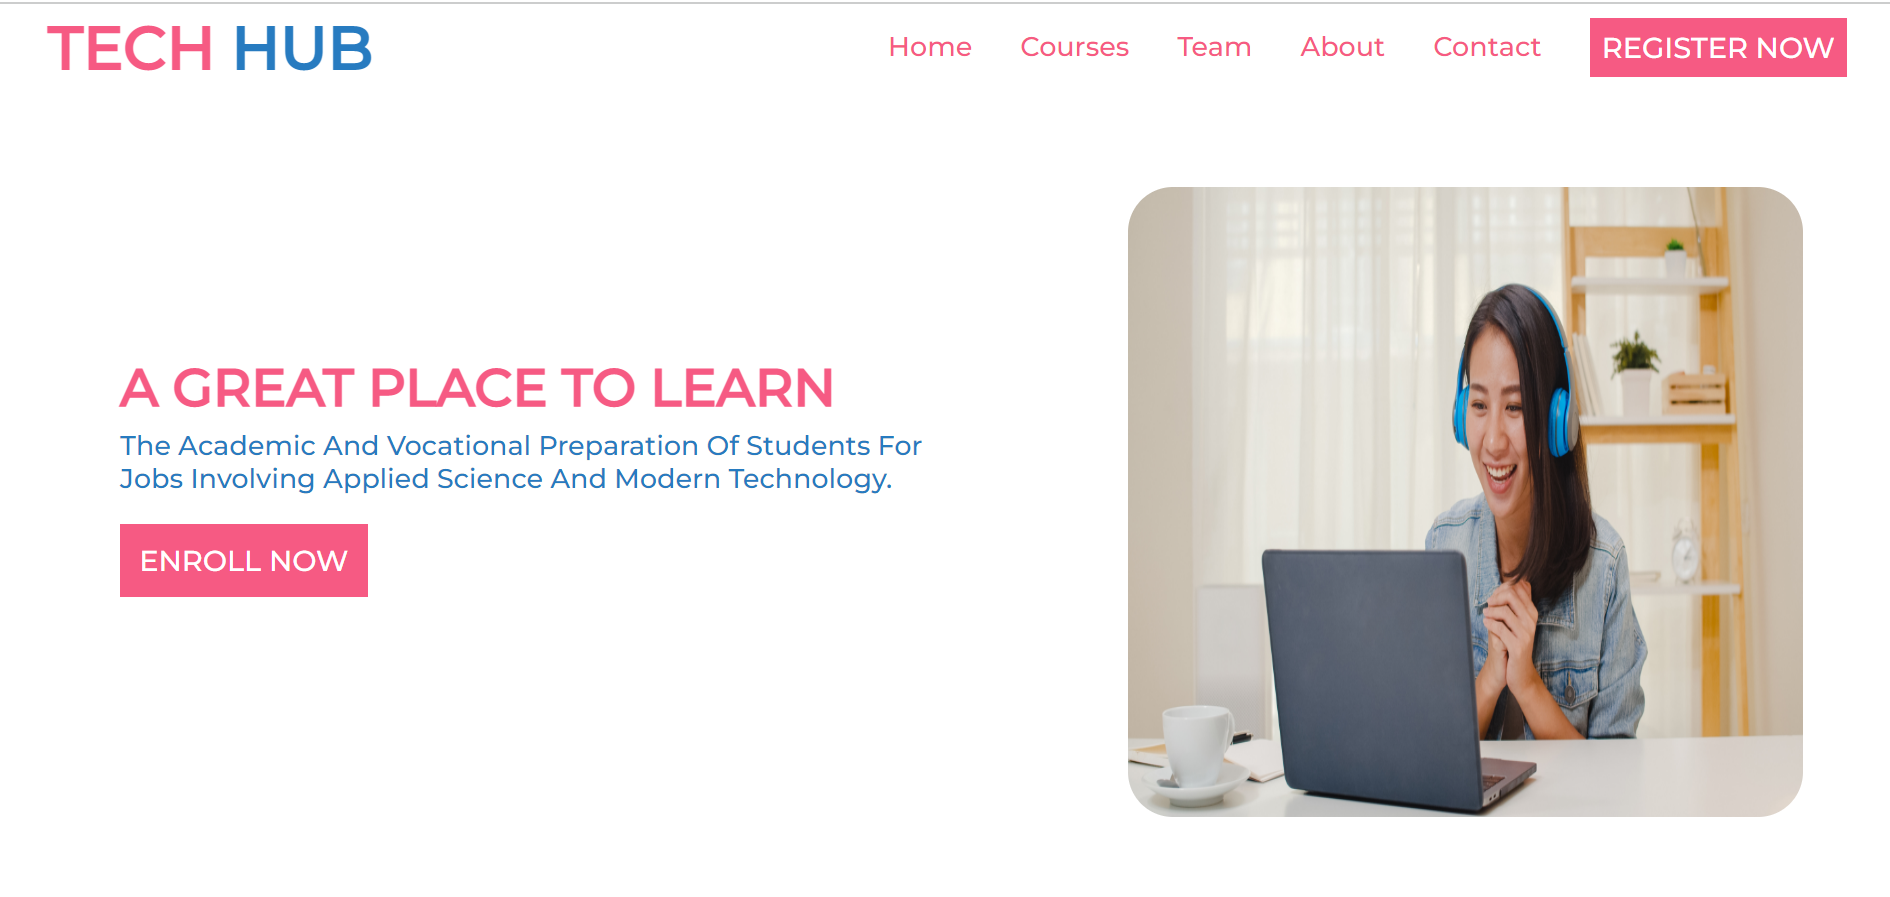 TECH HUB
Home Courses Team About Contact REGISTER NOW
A GREAT PLACE TO LEARN
The Academic And Vocational Preparation Of Students For
Jobs Involving Applied Science And Modern Technology.
ENROLL NOW